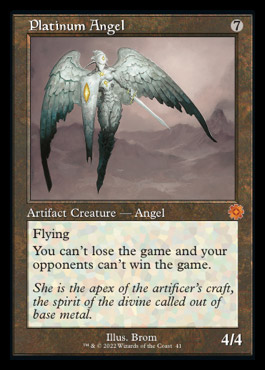 Platinum Angel 7
Artifact Creature — Angel
Flying
You can't lose the game and your
opponents can't win the game.
She is the apex of the artificer's craft,
the spirit of the divine called out of
base metal.
Illus. Brom
™ & © 2022 Wizards of the Coast 41
4/4